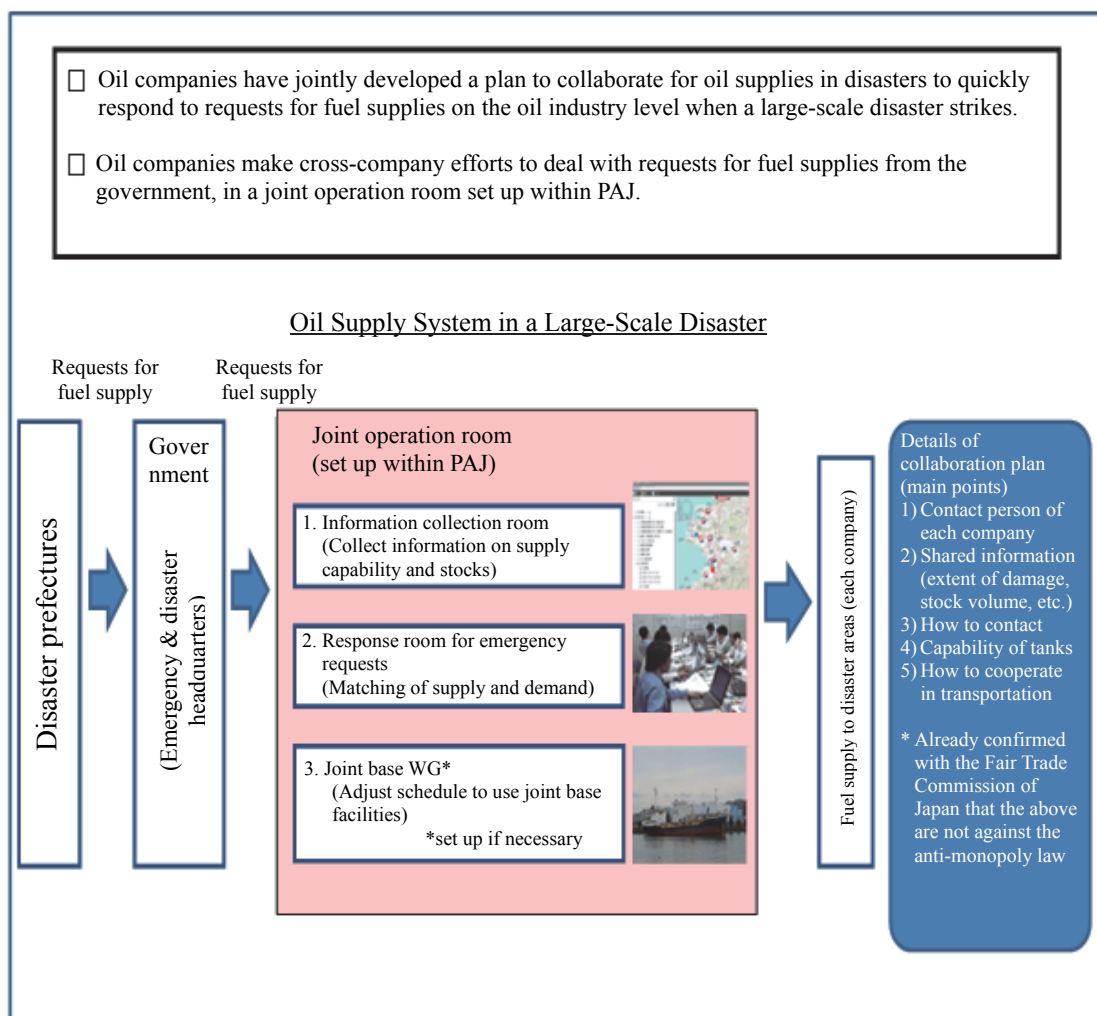 Oil companies have jointly developed a plan to collaborate for oil supplies in disasters to quickly
respond to requests for fuel supplies on the oil industry level when a large-scale disaster strikes.
Oil companies make cross-company efforts to deal with requests for fuel supplies from the
government, in a joint operation room set up within PAJ.
Oil Supply System in a Large-Scale Disaster
Requests for
fuel supply
Requests for
fuel supply
Disaster prefectures
Gover
nment
(Emergency & disaster
headquarters)
Joint operation room
(set up within PAJ)
1. Information collection room
(Collect information on supply
capability and stocks)
2. Response room for emergency
requests
(Matching of supply and demand)
3. Joint base WG*
(Adjust schedule to use joint base
facilities)
*set up if necessary
Fuel supply to disaster areas (each company)
Details of
collaboration plan
(main points)
1) Contact person of
each company
2) Shared information
(extent of damage,
stock volume, etc.)
3) How to contact
4) Capability of tanks
5) How to cooperate
in transportation
* Already confirmed
with the Fair Trade
Commission of
Japan that the above
are not against the
anti-monopoly law